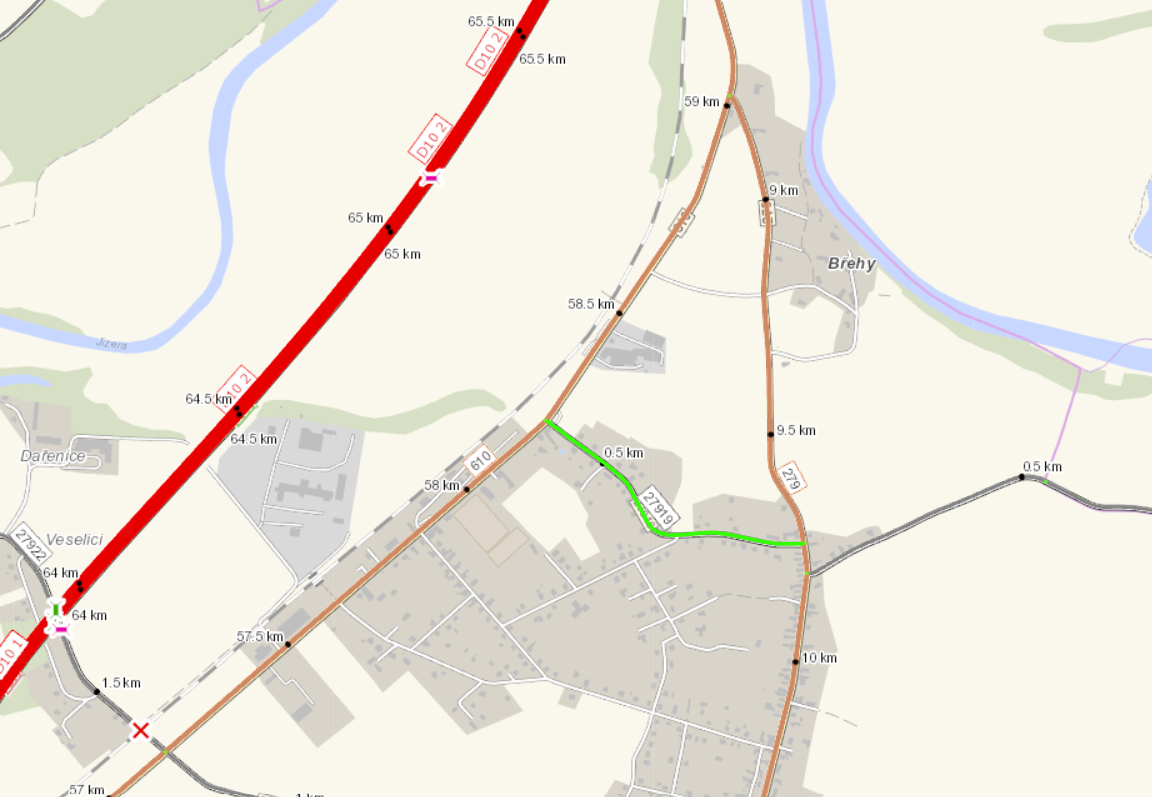 65.5 km
D10 2
65.5 km
59 km
D10 2
9 km
65 km
65 km
Břehy
58.5 km
Jizera
64.5 km
64.5 km
9.5 km
Dařenice
0.5 km
610
0.5 km
279
58 km
27919
Veselici
27922
64 km
64 km
57.5 km
D10 1
10 km
1.5 km
57 km
1 km